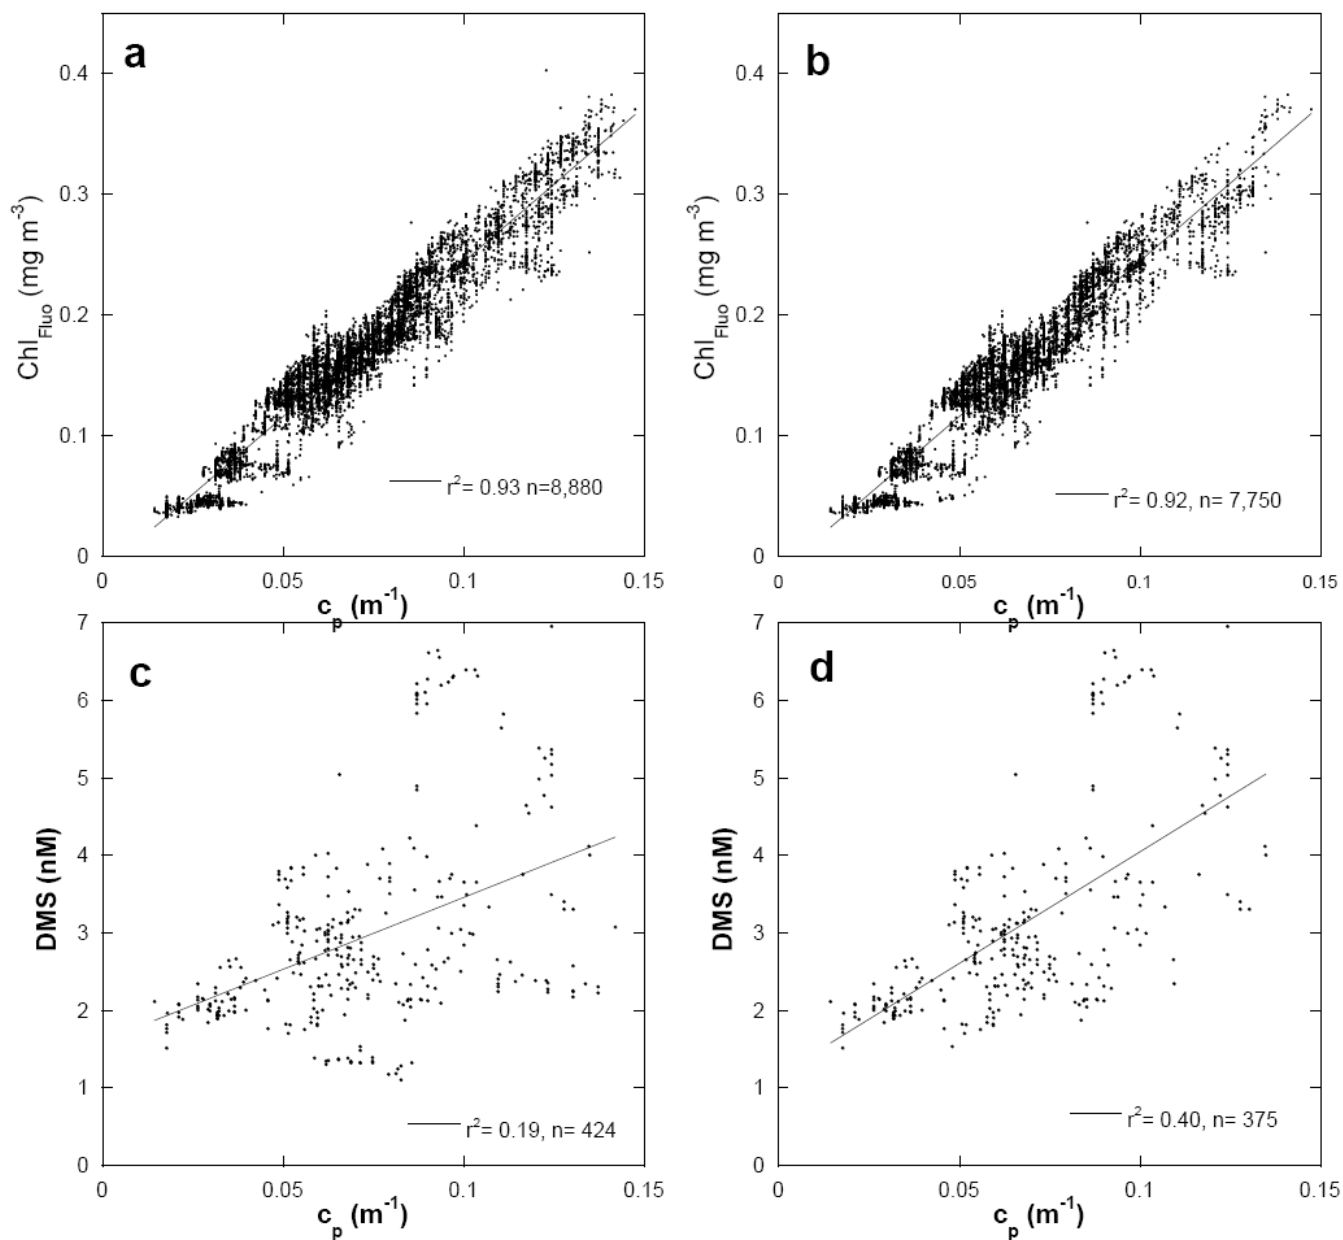 a
0.4
0.3
0.2
0.1
0
Chl_Fluo (mg m⁻³)
r²= 0.93 n=8,880
0 0.05 0.1 0.15
c_p (m⁻¹)
b
0.4
0.3
0.2
0.1
0
Chl_Fluo (mg m⁻³)
r²= 0.92, n= 7,750
0 0.05 0.1 0.15
c_p (m⁻¹)
c
7
6
5
4
3
2
1
0
DMS (nM)
r²= 0.19, n= 424
0 0.05 0.1 0.15
c_p (m⁻¹)
d
7
6
5
4
3
2
1
0
DMS (nM)
r²= 0.40, n= 375
0 0.05 0.1 0.15
c_p (m⁻¹)